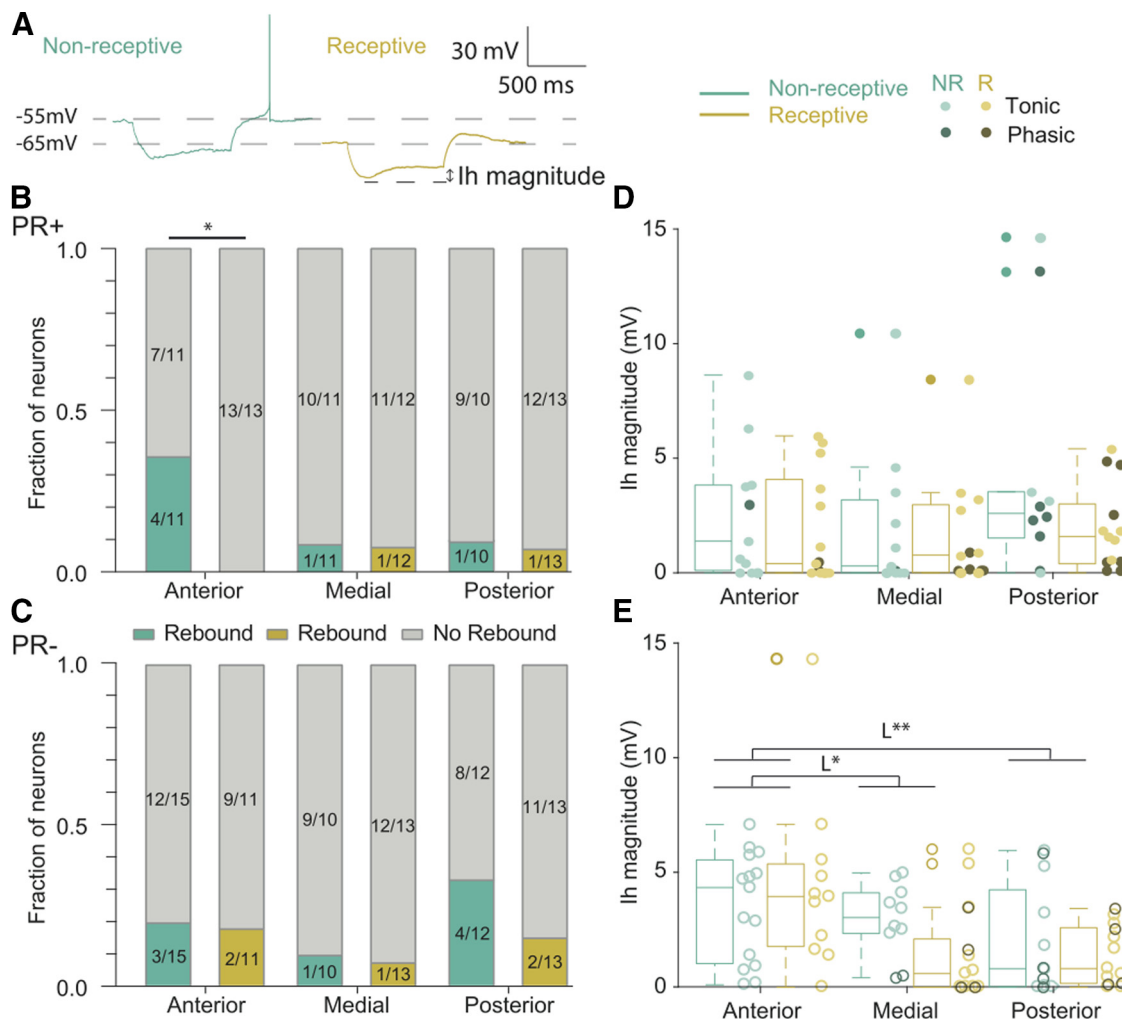 A
Non-receptive
Receptive
30 mV
500 ms
-55mV
-65mV
Ih magnitude
Non-receptive
Receptive
NR R
Tonic
Phasic
B
PR+
*
1.0
0.5
0.0
Fraction of neurons
7/11
4/11
13/13
10/11
1/11
11/12
1/12
9/10
1/10
12/13
1/13
Anterior
Medial
Posterior
C
PR-
Rebound
Rebound
No Rebound
1.0
0.5
0.0
Fraction of neurons
12/15
3/15
9/11
2/11
9/10
1/10
12/13
1/13
8/12
4/12
11/13
2/13
Anterior
Medial
Posterior
D
15
10
5
0
Ih magnitude (mV)
Anterior
Medial
Posterior
E
15
10
5
0
Ih magnitude (mV)
L**
L*
Anterior
Medial
Posterior